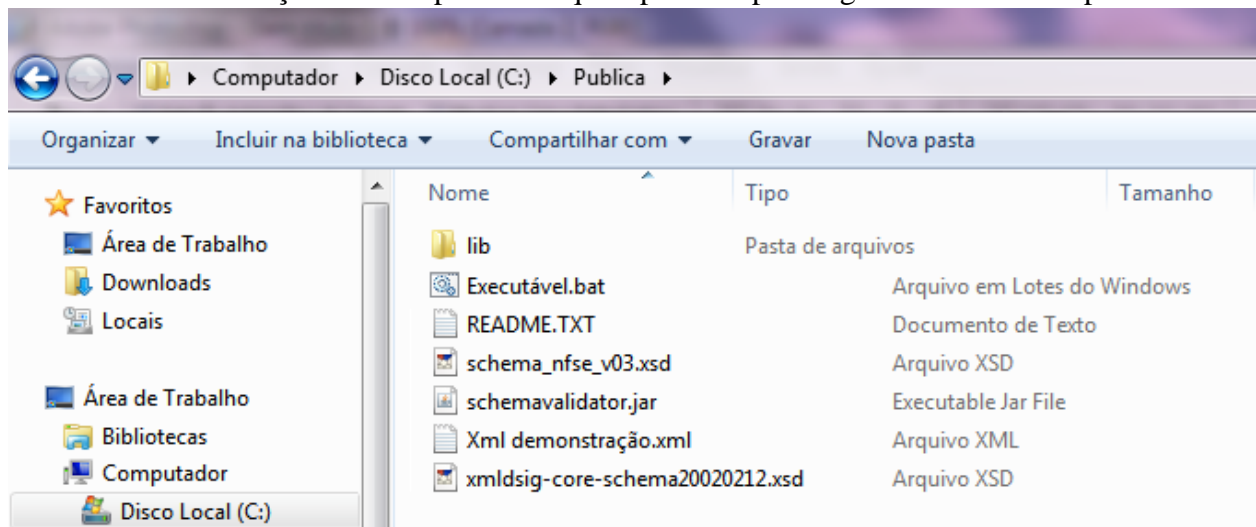 Computador ▸ Disco Local (C:) ▸ Publica ▸
Organizar Incluir na biblioteca Compartilhar com Gravar Nova pasta
Favoritos
Área de Trabalho
Downloads
Locais
Área de Trabalho
Bibliotecas
Computador
Disco Local (C:)
Nome Tipo Tamanho
lib Pasta de arquivos
Executável.bat Arquivo em Lotes do Windows
README.TXT Documento de Texto
schema_nfse_v03.xsd Arquivo XSD
schemavalidator.jar Executable Jar File
Xml demonstração.xml Arquivo XML
xmldsig-core-schema20020212.xsd Arquivo XSD